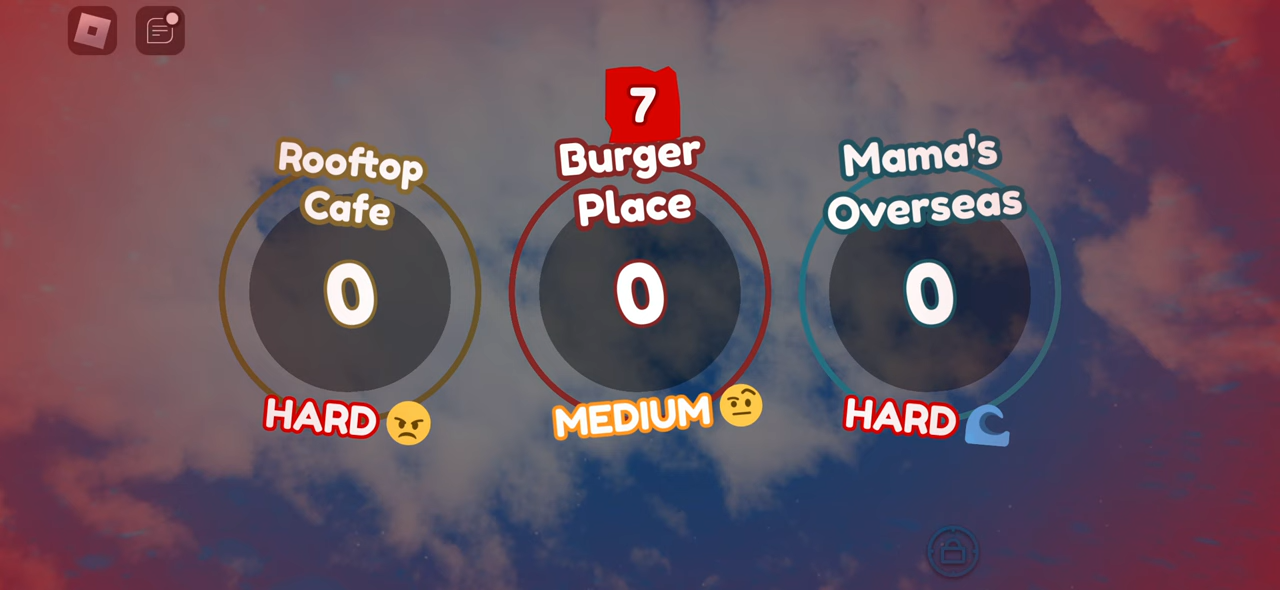 7
Rooftop
Cafe
0
HARD 😠
Burger
Place
0
MEDIUM 🤨
Mama's
Overseas
0
HARD 🌊